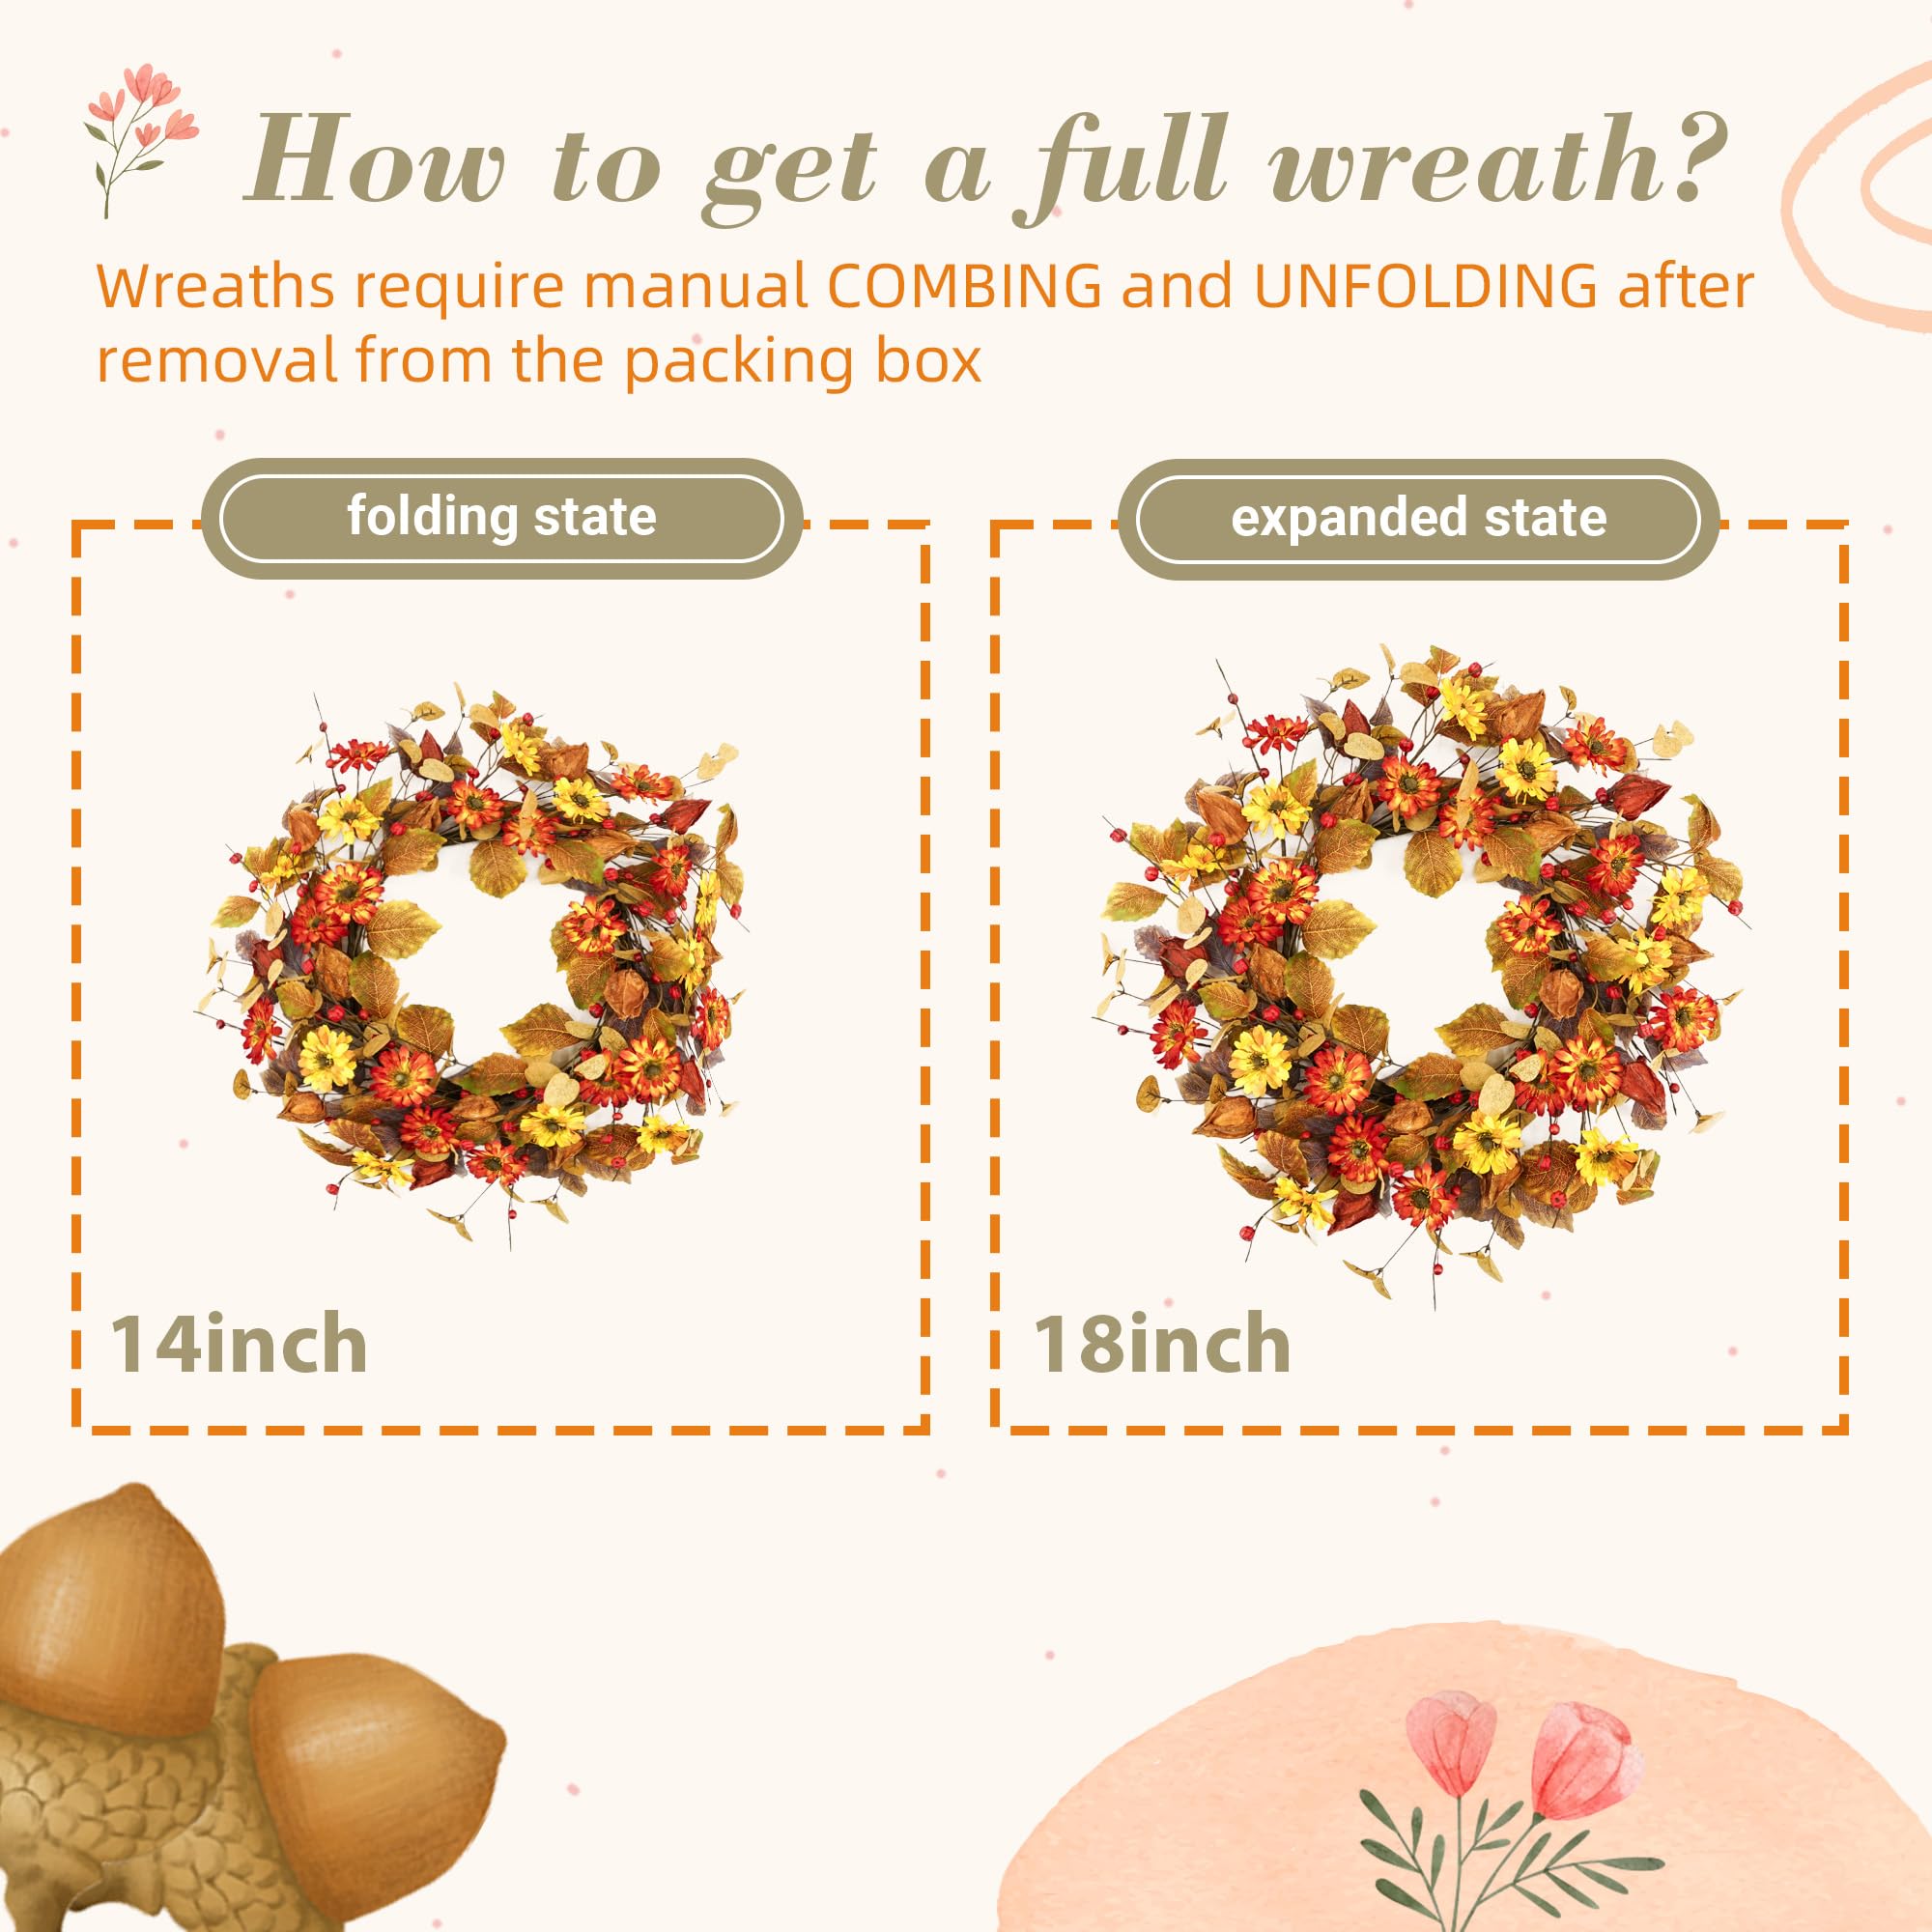 How to get a full wreath?
Wreaths require manual COMBING and UNFOLDING after
removal from the packing box
folding state
expanded state
14inch
18inch